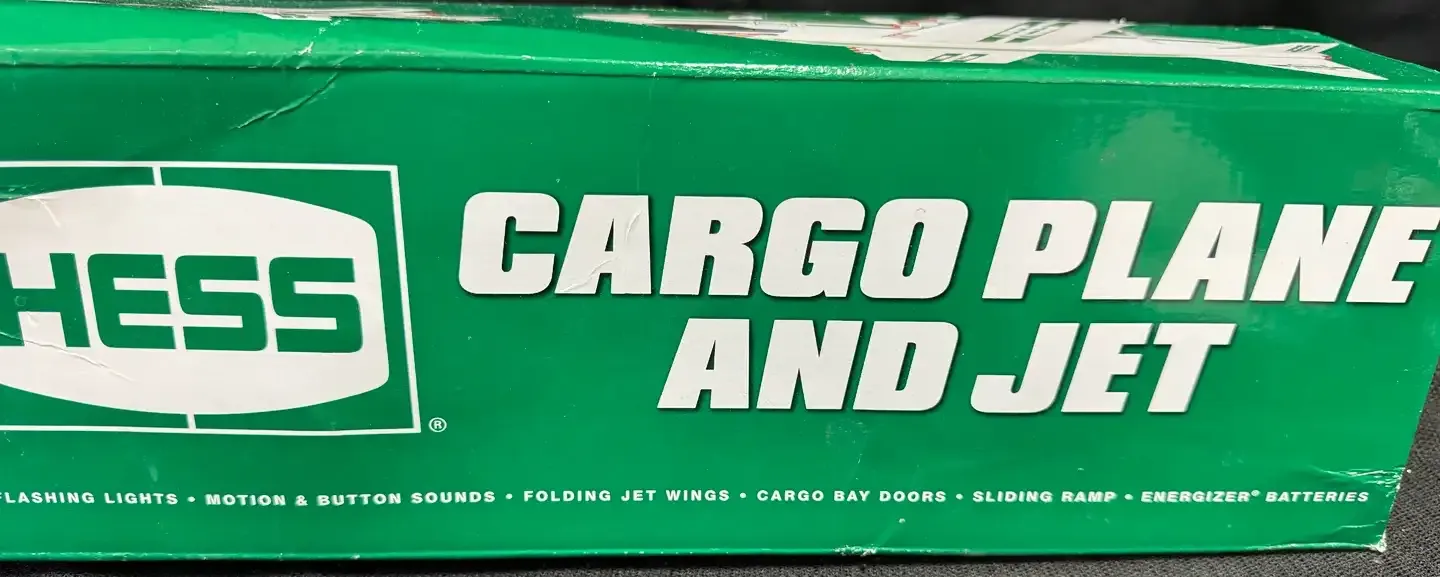 HESS
®
CARGO PLANE
AND JET
FLASHING LIGHTS • MOTION & BUTTON SOUNDS • FOLDING JET WINGS • CARGO BAY DOORS • SLIDING RAMP • ENERGIZER® BATTERIES